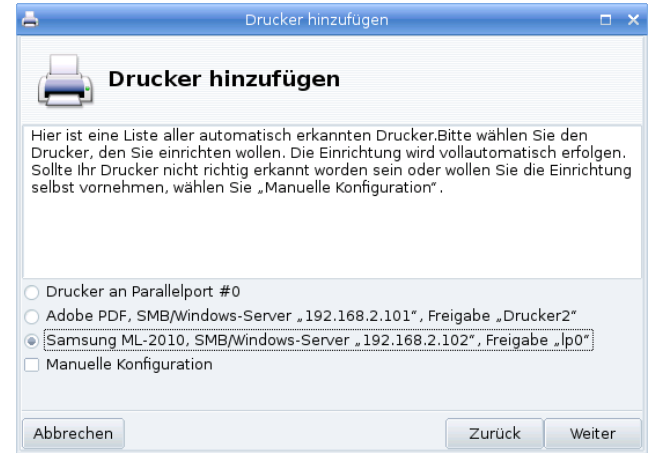 Drucker hinzufügen
Drucker hinzufügen
Hier ist eine Liste aller automatisch erkannten Drucker.Bitte wählen Sie den
Drucker, den Sie einrichten wollen. Die Einrichtung wird vollautomatisch erfolgen.
Sollte Ihr Drucker nicht richtig erkannt worden sein oder wollen Sie die Einrichtung
selbst vornehmen, wählen Sie „Manuelle Konfiguration“.
Drucker an Parallelport #0
Adobe PDF, SMB/Windows-Server „192.168.2.101“, Freigabe „Drucker2“
Samsung ML-2010, SMB/Windows-Server „192.168.2.102“, Freigabe „lp0“
Manuelle Konfiguration
Abbrechen Zurück Weiter